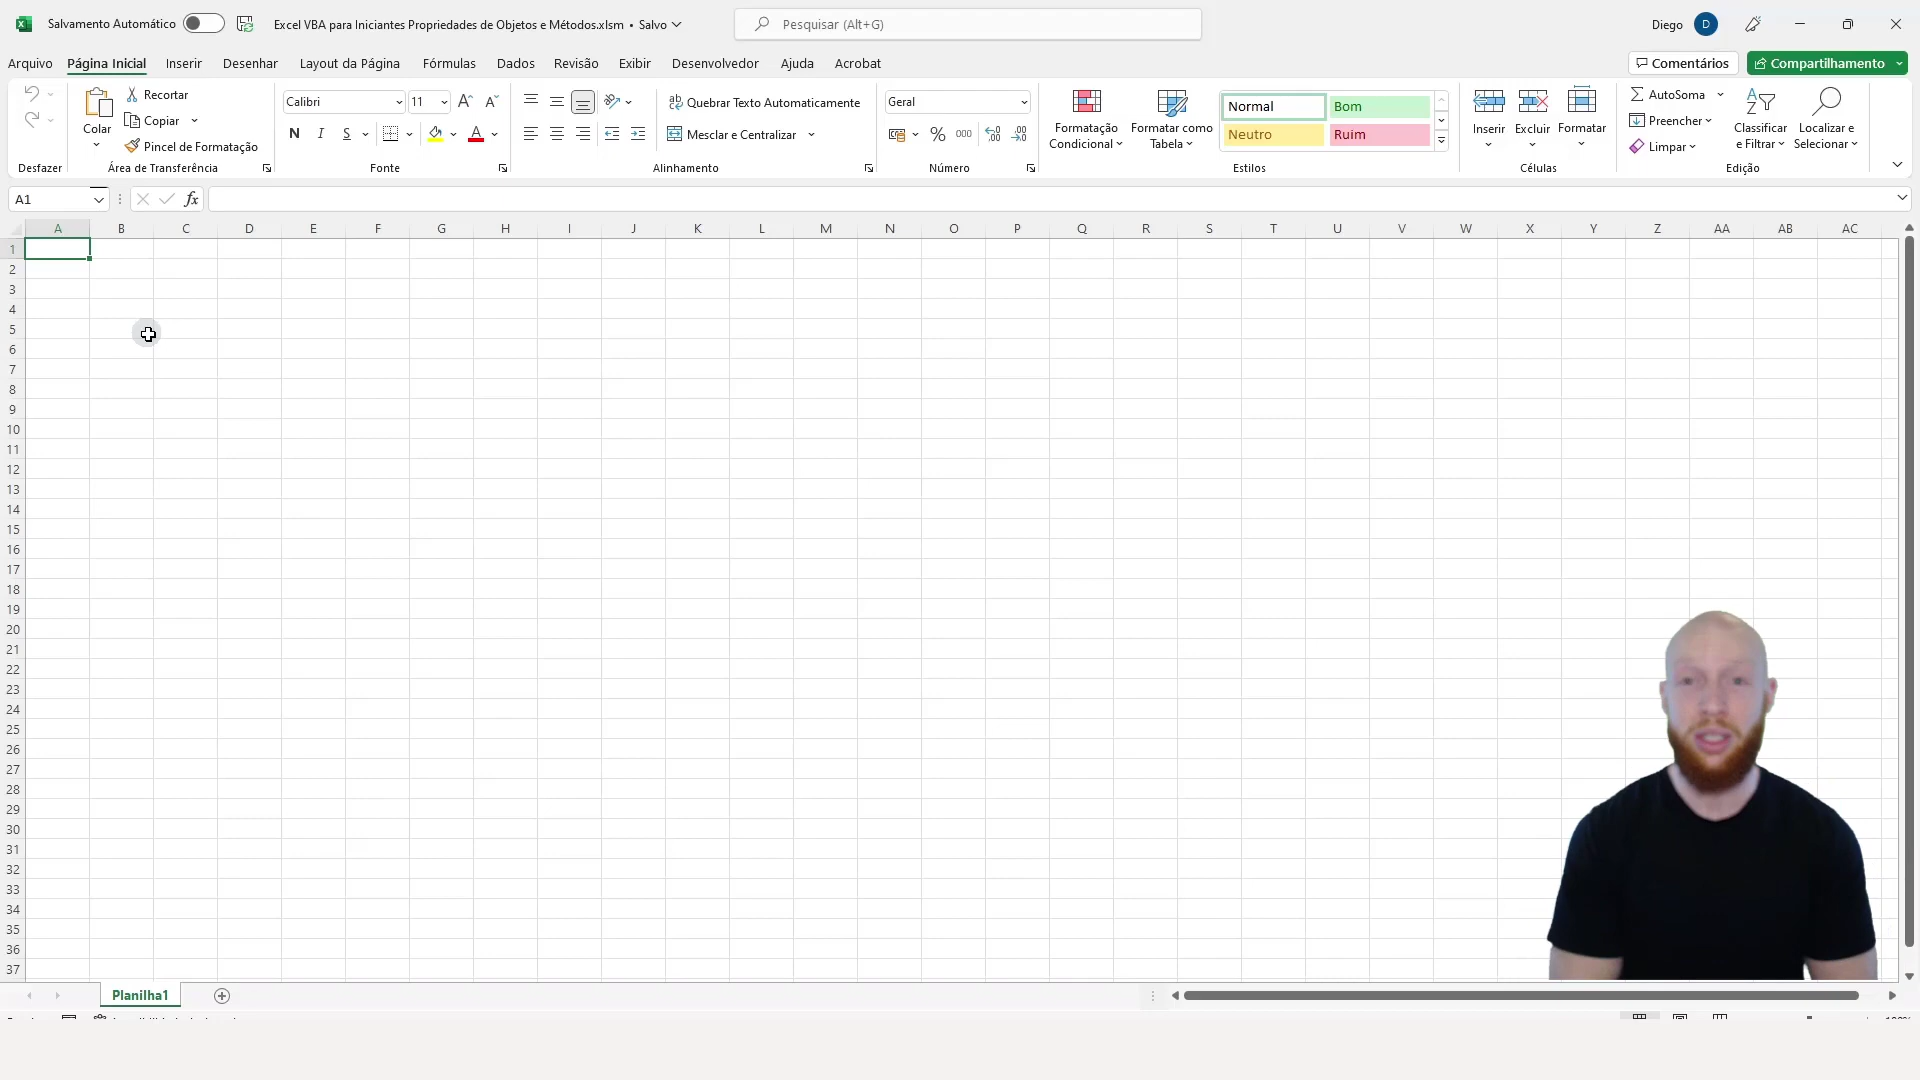 Salvamento Automático
Excel VBA para Iniciantes Propriedades de Objetos e Métodos.xlsm • Salvo
Pesquisar (Alt+G)
Diego D
Arquivo Página Inicial Inserir Desenhar Layout da Página Fórmulas Dados Revisão Exibir Desenvolvedor Ajuda Acrobat
Comentários Compartilhamento
Desfazer
Colar
Recortar
Copiar
Pincel de Formatação
Área de Transferência
Calibri 11
N I S
Fonte
Quebrar Texto Automaticamente
Mesclar e Centralizar
Alinhamento
Geral
% 000
Número
Formatação
Condicional
Formatar como
Tabela
Normal Bom
Neutro Ruim
Estilos
Inserir Excluir Formatar
Células
AutoSoma
Preencher
Limpar
Classificar
e Filtrar
Localizar e
Selecionar
Edição
A1 fx
A B C D E F G H I J K L M N O P Q R S T U V W X Y Z AA AB AC
1
2
3
4
5
6
7
8
9
10
11
12
13
14
15
16
17
18
19
20
21
22
23
24
25
26
27
28
29
30
31
32
33
34
35
36
37
Planilha1